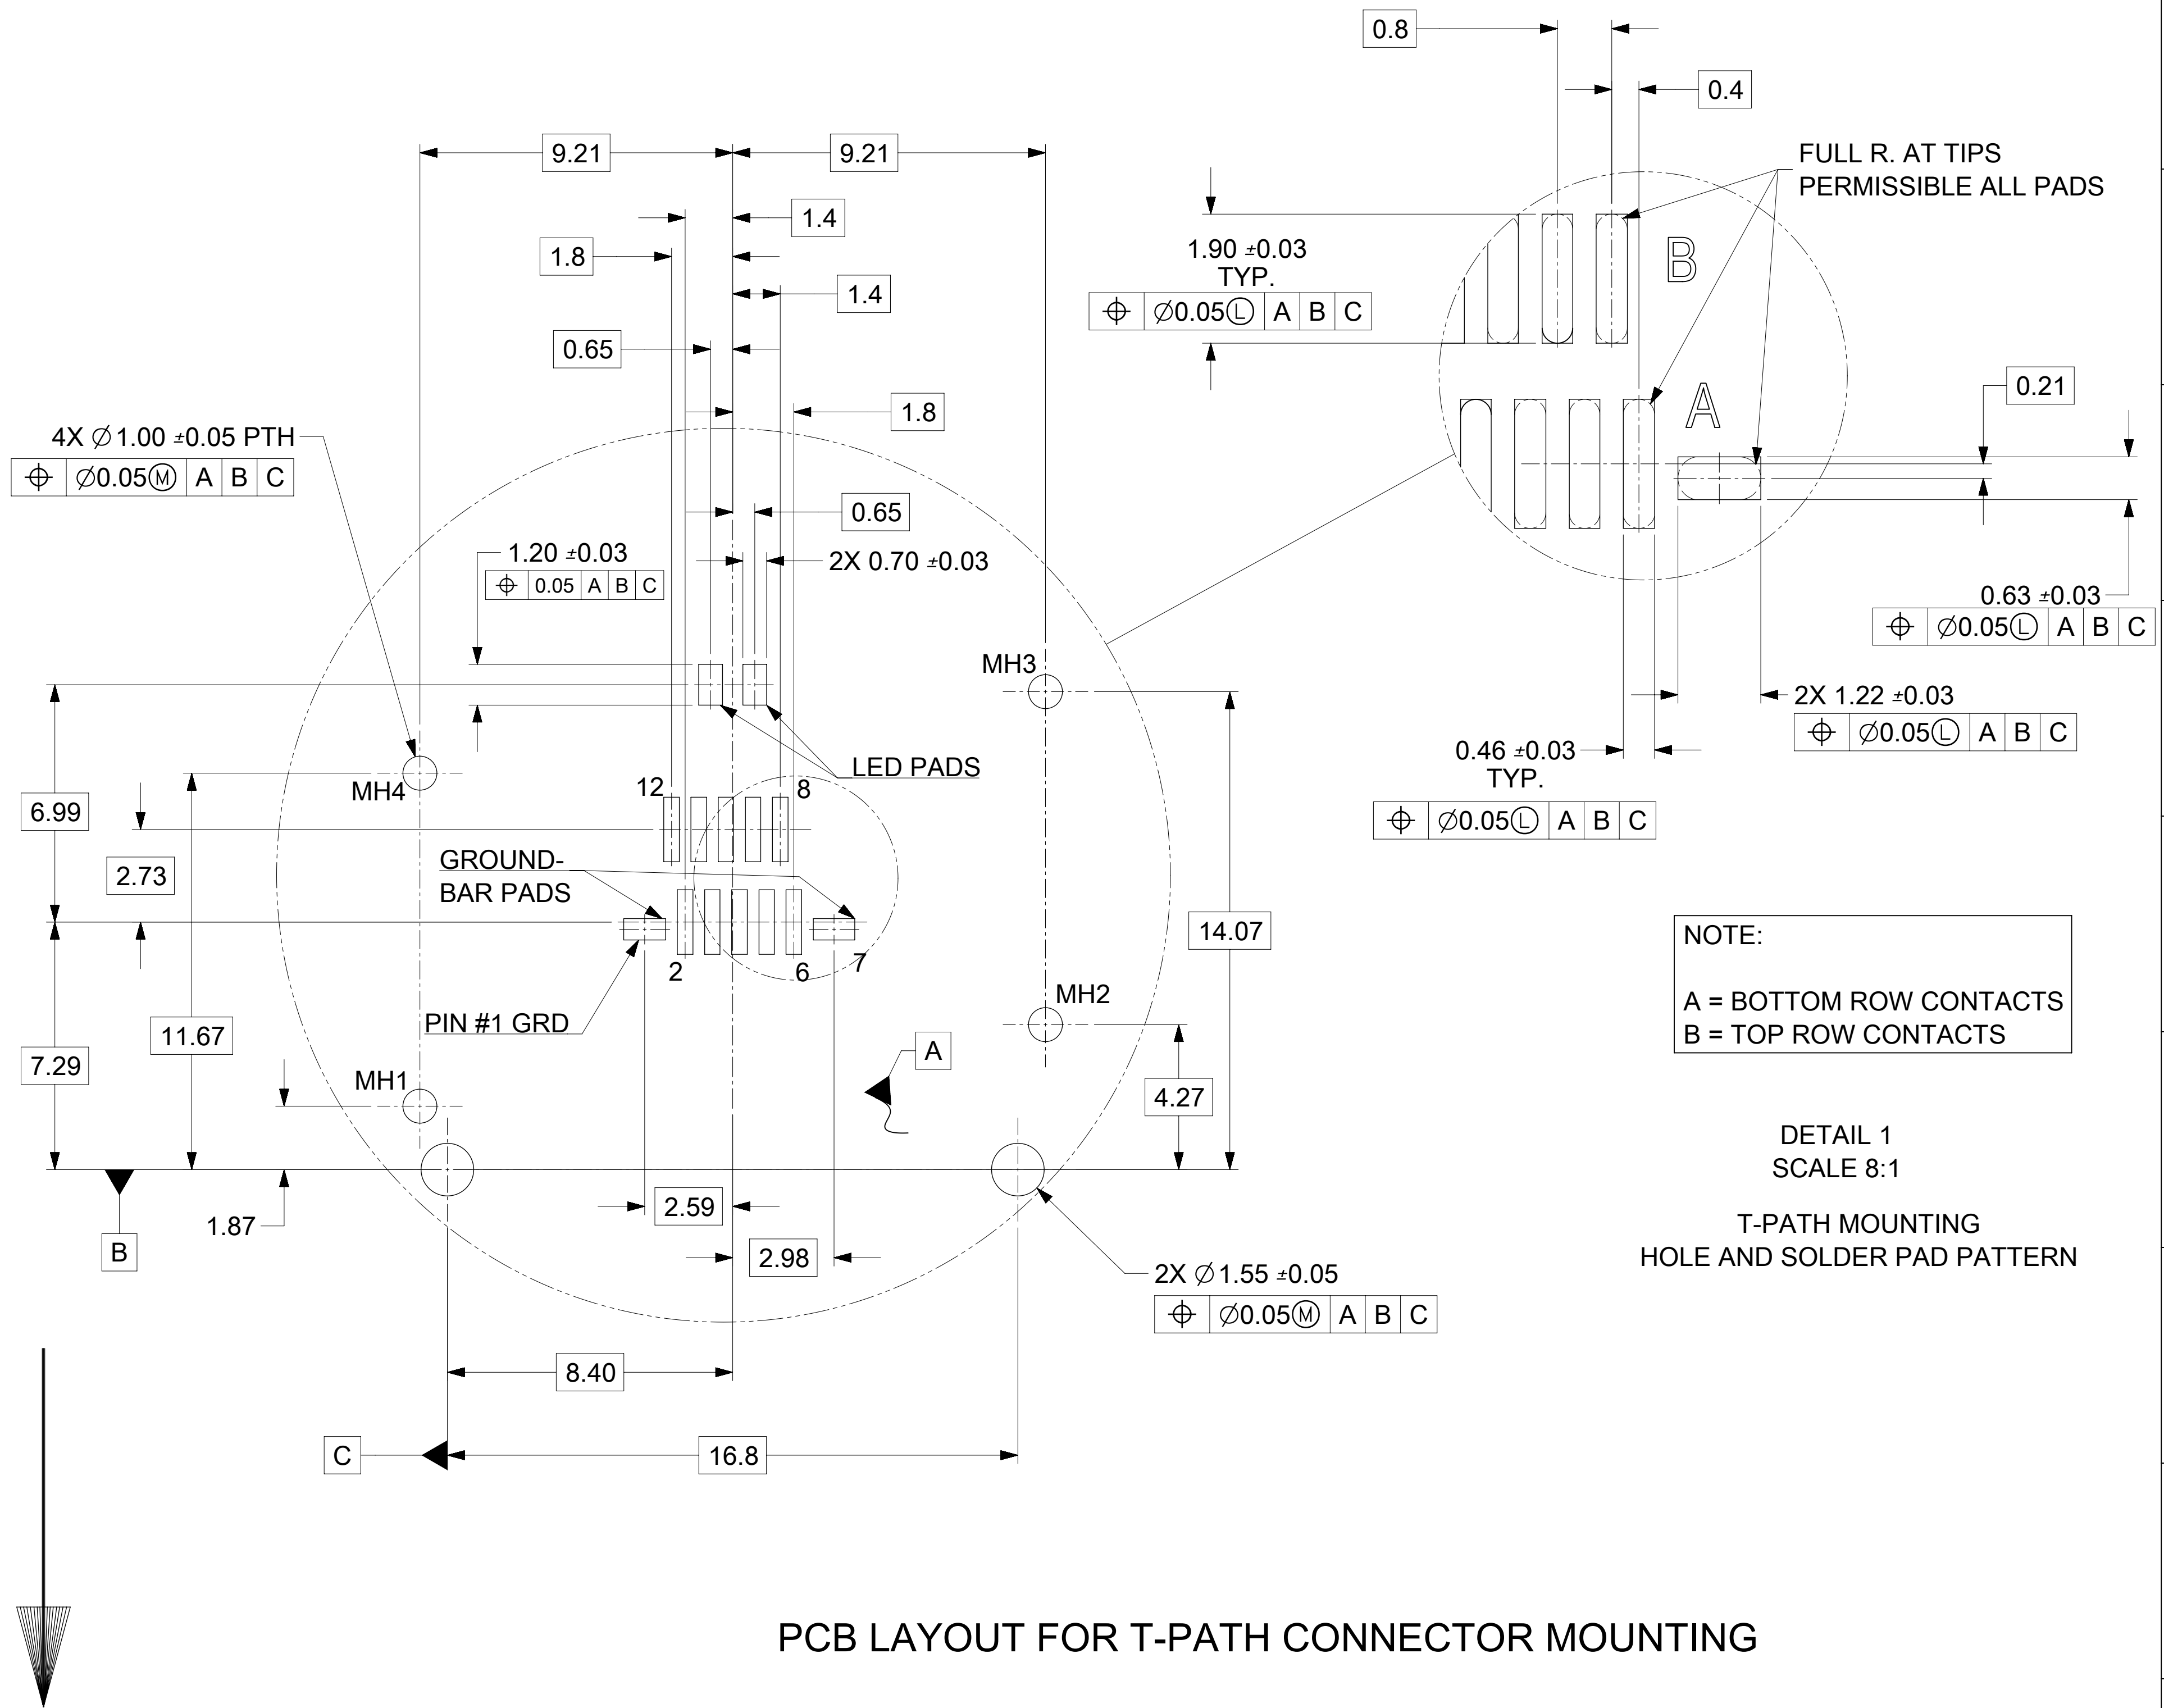 0.8
0.4
9.21
9.21
FULL R. AT TIPS
PERMISSIBLE ALL PADS
1.4
1.8
1.4
1.90 ±0.03
TYP.
⌖ ∅0.05Ⓛ A B C
B
0.65
0.21
A
1.8
4X ∅1.00 ±0.05 PTH
⌖ ∅0.05Ⓜ A B C
0.65
1.20 ±0.03
⌖ 0.05 A B C
2X 0.70 ±0.03
0.63 ±0.03
⌖ ∅0.05Ⓛ A B C
MH3
2X 1.22 ±0.03
⌖ ∅0.05Ⓛ A B C
0.46 ±0.03
TYP.
⌖ ∅0.05Ⓛ A B C
LED PADS
MH4
12
8
6.99
2.73
GROUND-
BAR PADS
14.07
NOTE:
A = BOTTOM ROW CONTACTS
B = TOP ROW CONTACTS
2
6
7
MH2
PIN #1 GRD
11.67
A
7.29
MH1
4.27
DETAIL 1
SCALE 8:1
2.59
1.87
T-PATH MOUNTING
HOLE AND SOLDER PAD PATTERN
B
2.98
2X ∅1.55 ±0.05
⌖ ∅0.05Ⓜ A B C
8.40
C
16.8
PCB LAYOUT FOR T-PATH CONNECTOR MOUNTING